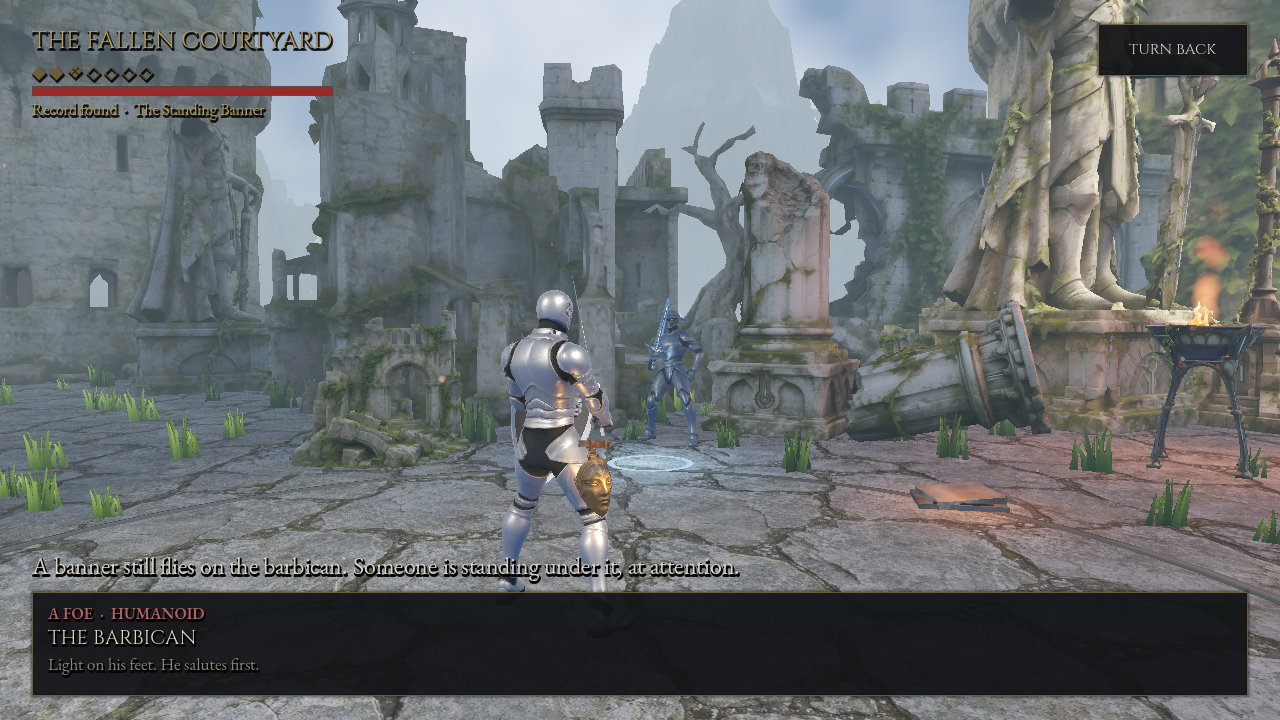 THE FALLEN COURTYARD
TURN BACK
Record found · The Standing Banner
A banner still flies on the barbican. Someone is standing under it, at attention.
A FOE · HUMANOID
THE BARBICAN
Light on his feet. He salutes first.